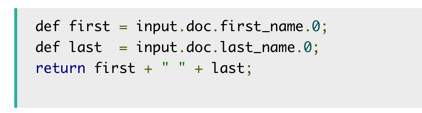 def first = input.doc.first_name.0;
def last  = input.doc.last_name.0;
return first + " " + last;